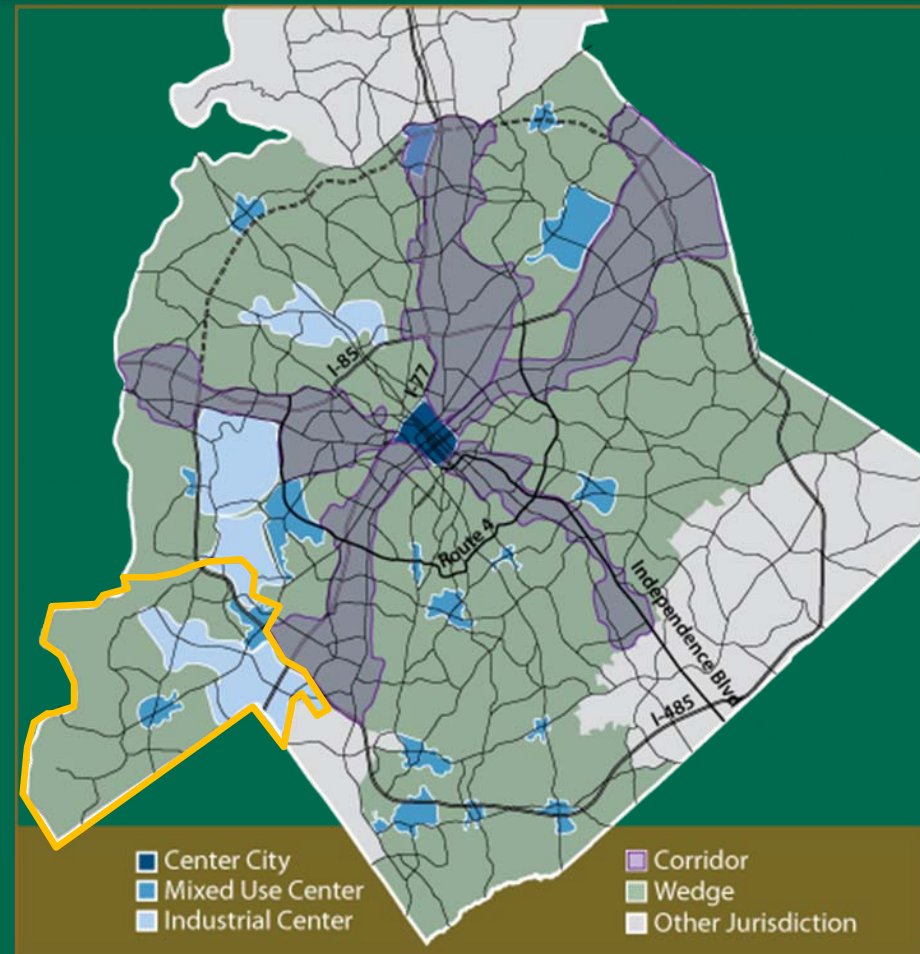 I-85
I-77
Route 4
Independence Blvd
I-485
Center City
Mixed Use Center
Industrial Center
Corridor
Wedge
Other Jurisdiction